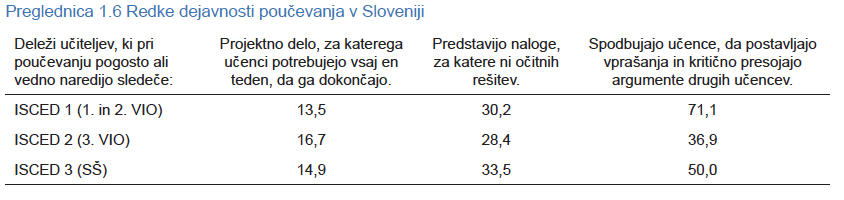 Preglednica 1.6 Redke dejavnosti poučevanja v Sloveniji
Deleži učiteljev, ki pri poučevanju pogosto ali vedno naredijo sledeče:
Projektno delo, za katerega učenci potrebujejo vsaj en teden, da ga dokončajo.
Predstavijo naloge, za katere ni očitnih rešitev.
Spodbujajo učence, da postavljajo vprašanja in kritično presojajo argumente drugih učencev.
ISCED 1 (1. in 2. VIO) 13,5 30,2 71,1
ISCED 2 (3. VIO) 16,7 28,4 36,9
ISCED 3 (SŠ) 14,9 33,5 50,0